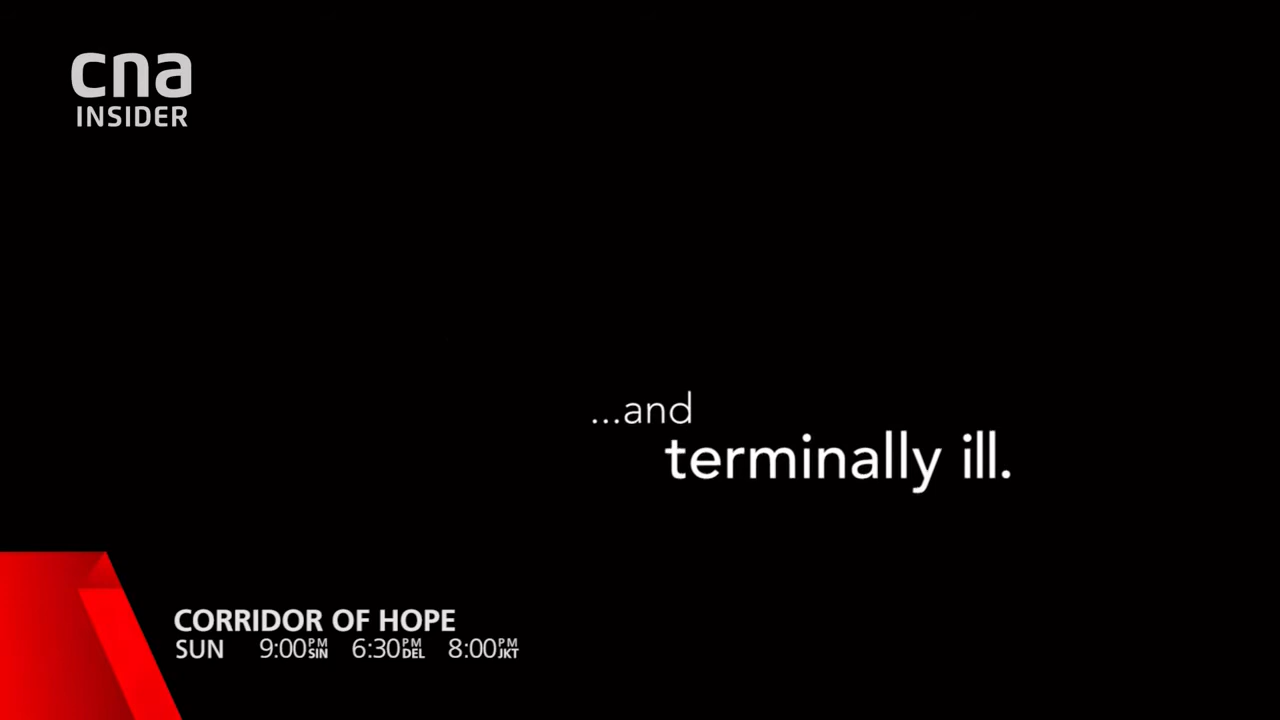 cna
INSIDER
...and
terminally ill.
CORRIDOR OF HOPE
SUN 9:00PM SIN 6:30PM DEL 8:00PM JKT